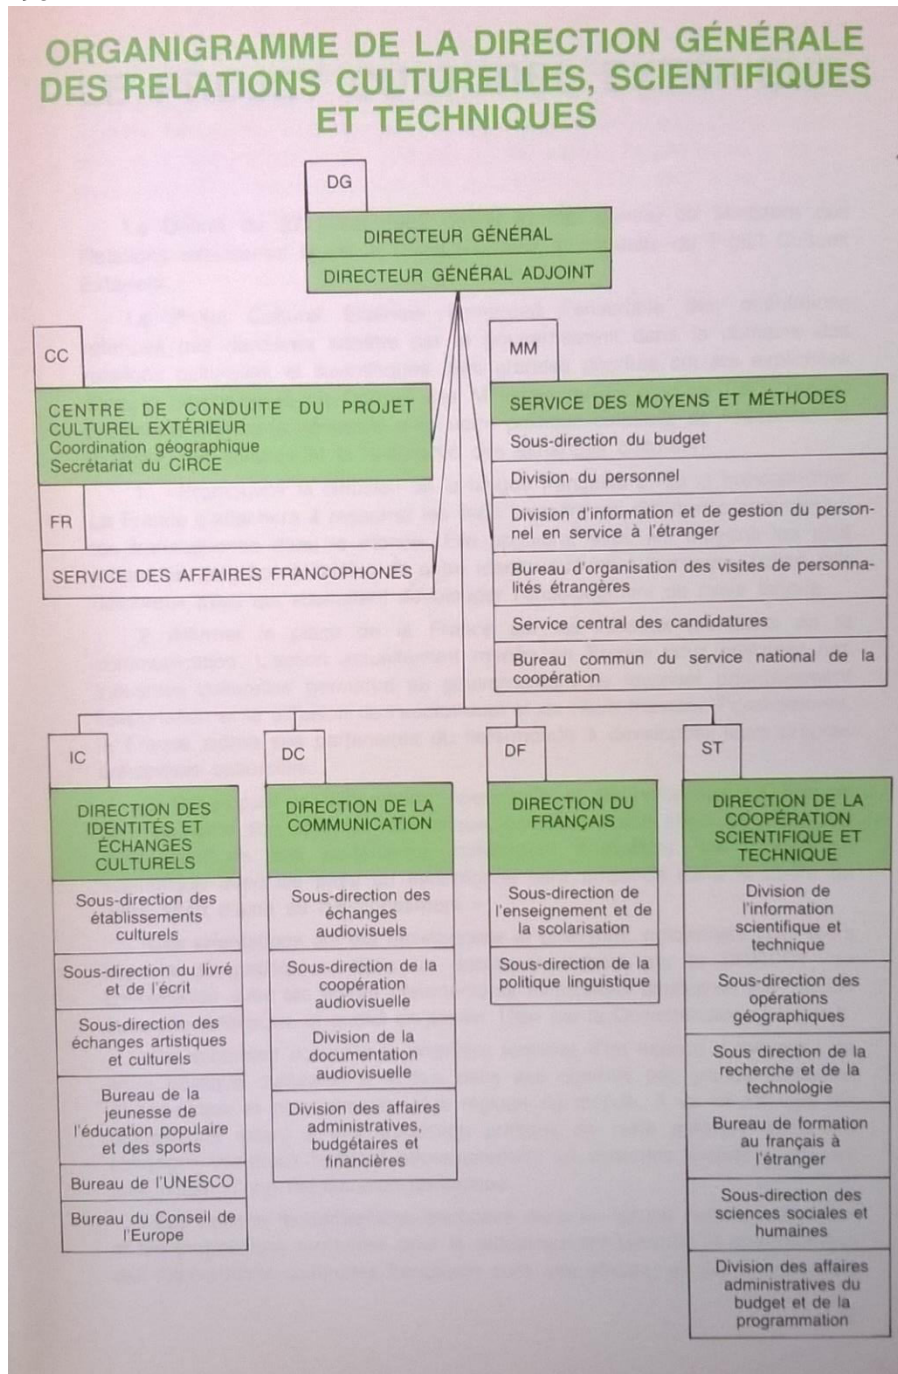 ORGANIGRAMME DE LA DIRECTION GÉNÉRALE
DES RELATIONS CULTURELLES, SCIENTIFIQUES
ET TECHNIQUES
DG
DIRECTEUR GÉNÉRAL
DIRECTEUR GÉNÉRAL ADJOINT
CC
CENTRE DE CONDUITE DU PROJET
CULTUREL EXTÉRIEUR
Coordination géographique
Secrétariat du CIRCE
FR
SERVICE DES AFFAIRES FRANCOPHONES
MM
SERVICE DES MOYENS ET MÉTHODES
Sous-direction du budget
Division du personnel
Division d'information et de gestion du person-
nel en service à l'étranger
Bureau d'organisation des visites de personna-
lités étrangères
Service central des candidatures
Bureau commun du service national de la
coopération
IC
DIRECTION DES
IDENTITÉS ET
ÉCHANGES
CULTURELS
Sous-direction des
établissements
culturels
Sous-direction du livré
et de l'écrit
Sous-direction des
échanges artistiques
et culturels
Bureau de la
jeunesse de
l'éducation populaire
et des sports
Bureau de l'UNESCO
Bureau du Conseil de
l'Europe
DC
DIRECTION DE LA
COMMUNICATION
Sous-direction des
échanges
audiovisuels
Sous-direction de la
coopération
audiovisuelle
Division de la
documentation
audiovisuelle
Division des affaires
administratives,
budgétaires et
financières
DF
DIRECTION DU
FRANÇAIS
Sous-direction de
l'enseignement et de
la scolarisation
Sous-direction de la
politique linguistique
ST
DIRECTION DE LA
COOPÉRATION
SCIENTIFIQUE ET
TECHNIQUE
Division de
l'information
scientifique et
technique
Sous-direction des
opérations
géographiques
Sous direction de la
recherche et de la
technologie
Bureau de formation
au français à
l'étranger
Sous-direction des
sciences sociales et
humaines
Division des affaires
administratives du
budget et de la
programmation